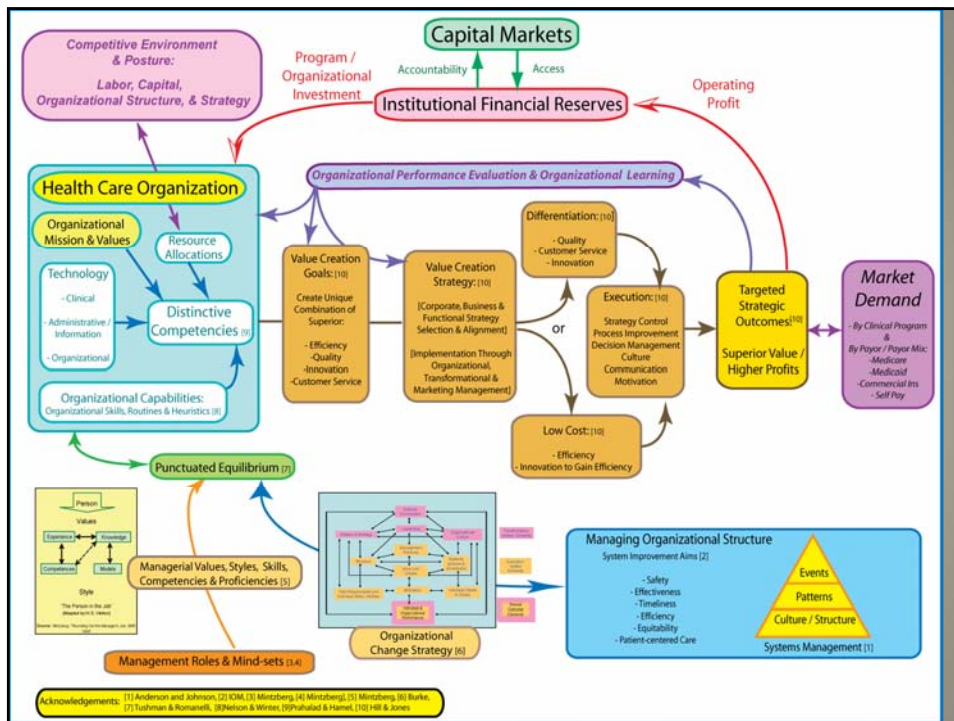 Competitive Environment
& Posture:
Labor, Capital,
Organizational Structure, & Strategy
Program /
Organizational
Investment
Capital Markets
Accountability
Access
Institutional Financial Reserves
Operating
Profit
Health Care Organization
Organizational
Mission & Values
Resource
Allocations
Technology
- Clinical
- Administrative /
Information
- Organizational
Distinctive
Competencies [9]
Organizational Capabilities:
Organizational Skills, Routines & Heuristics [8]
Organizational Performance Evaluation & Organizational Learning
Value Creation
Goals: [10]
Create Unique
Combination of
Superior:
- Efficiency
- Quality
- Innovation
- Customer Service
Value Creation
Strategy: [10]
[Corporate, Business &
Functional Strategy
Selection & Alignment]
[Implementation Through
Organizational,
Transformational &
Marketing Management]
Differentiation: [10]
- Quality
- Customer Service
- Innovation
or
Low Cost: [10]
- Efficiency
- Innovation to Gain Efficiency
Execution: [10]
Strategy Control
Process Improvement
Decision Management
Culture
Communication
Motivation
Targeted
Strategic
Outcomes: [10]
Superior Value /
Higher Profits
Market
Demand
- By Clinical Program
&
By Payor / Payor Mix:
- Medicare
- Medicaid
- Commercial Ins
- Self Pay
Punctuated Equilibrium [7]
Person
Values
Experience
Knowledge
Competences
Models
Style
"The Person in the Job"
Managerial Values, Styles, Skills,
Competencies & Proficiencies [5]
Management Roles & Mind-sets [3,4]
Organizational
Change Strategy [6]
Managing Organizational Structure
System Improvement Aims [2]
- Safety
- Effectiveness
- Timeliness
- Efficiency
- Equitability
- Patient-centered Care
Events
Patterns
Culture / Structure
Systems Management [1]
Acknowledgements: [1] Anderson and Johnson, [2] IOM, [3] Mintzberg, [4] Mintzberg], [5] Mintzberg, [6] Burke,
[7] Tushman & Romanelli, [8]Nelson & Winter, [9]Prahalad & Hamel, [10] Hill & Jones